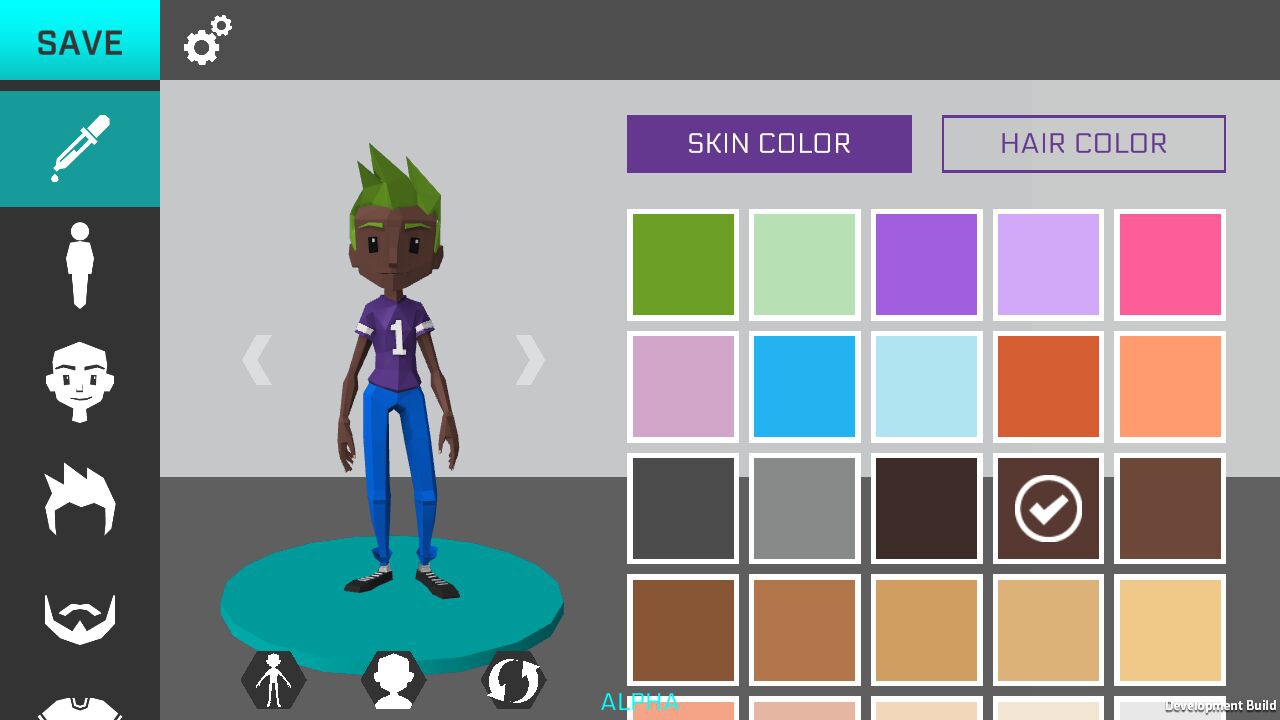 SAVE
SKIN COLOR
HAIR COLOR
1
ALPHA
Development Build